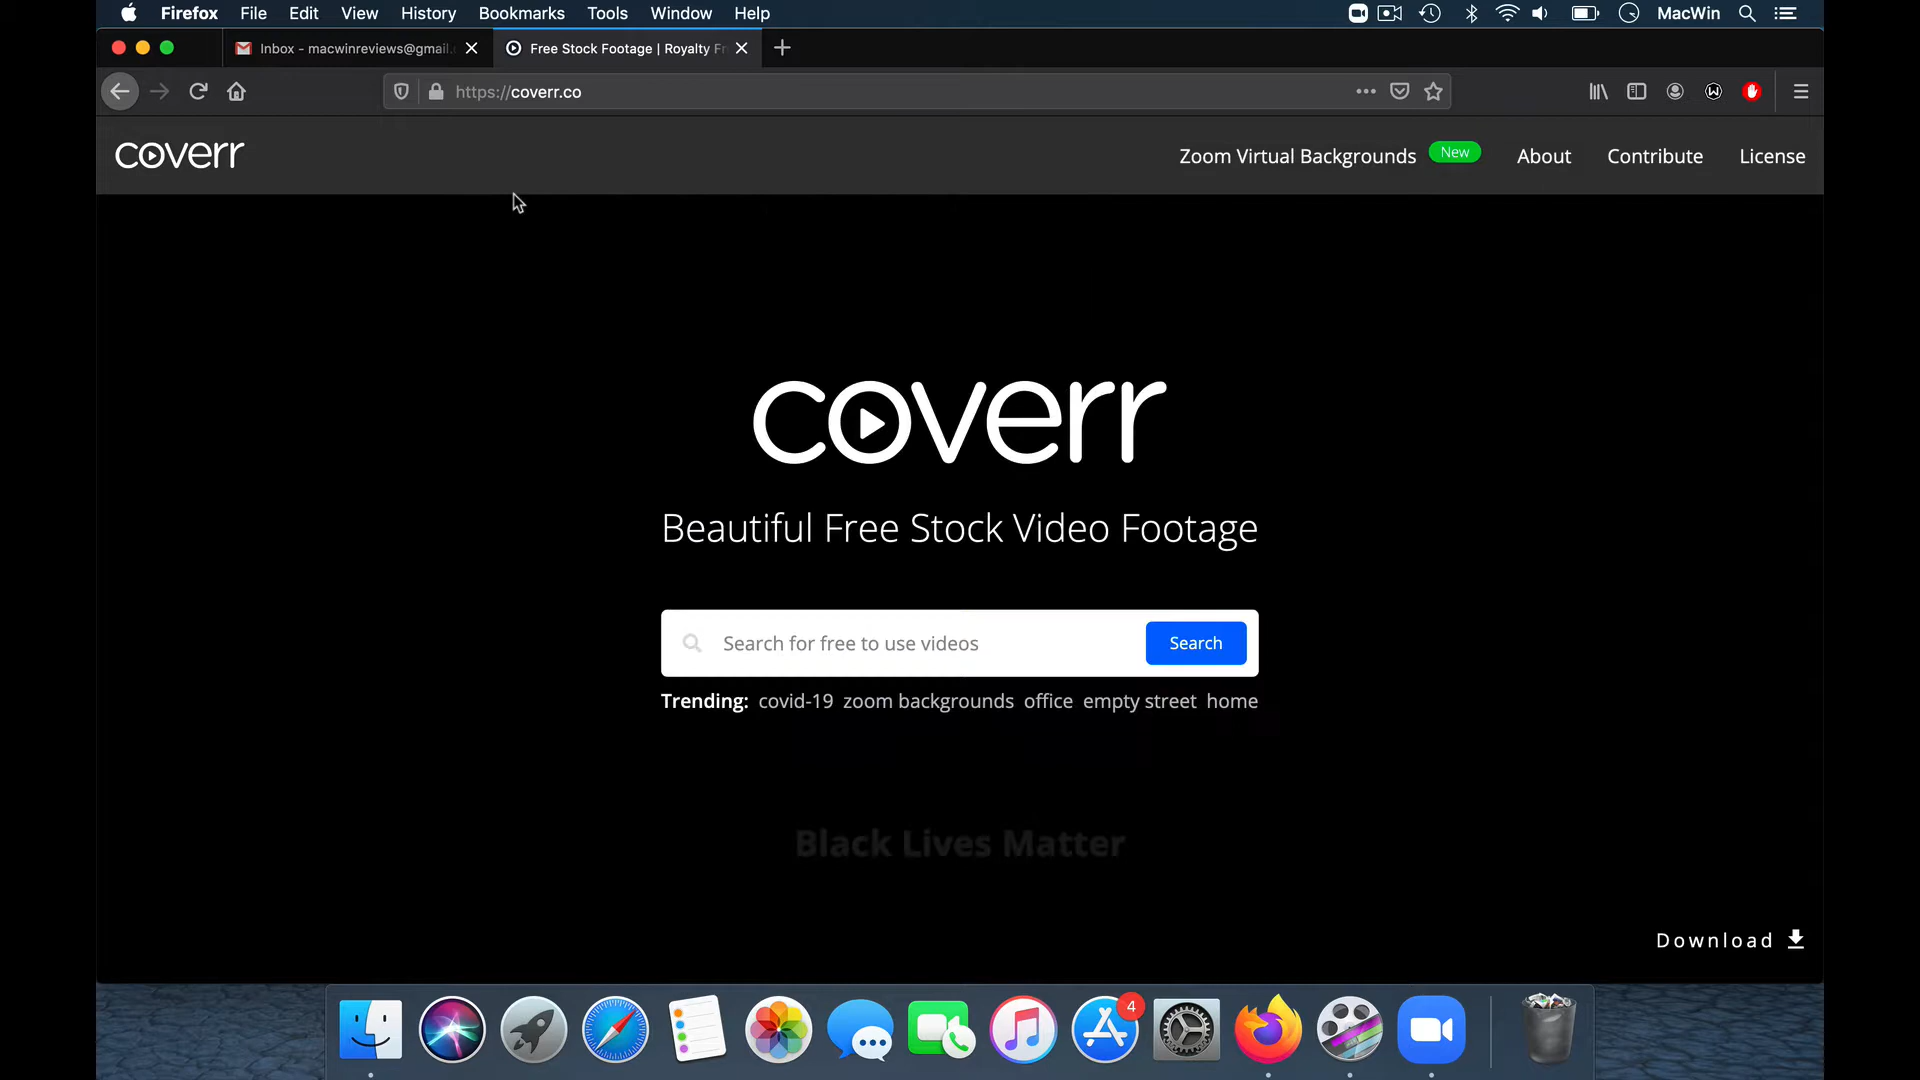 Firefox File Edit View History Bookmarks Tools Window Help MacWin
Inbox - macwinreviews@gmail. Free Stock Footage | Royalty Fr
https://coverr.co
coverr Zoom Virtual Backgrounds New About Contribute License
coverr
Beautiful Free Stock Video Footage
Search for free to use videos Search
Trending: covid-19 zoom backgrounds office empty street home
Black Lives Matter
Download
4